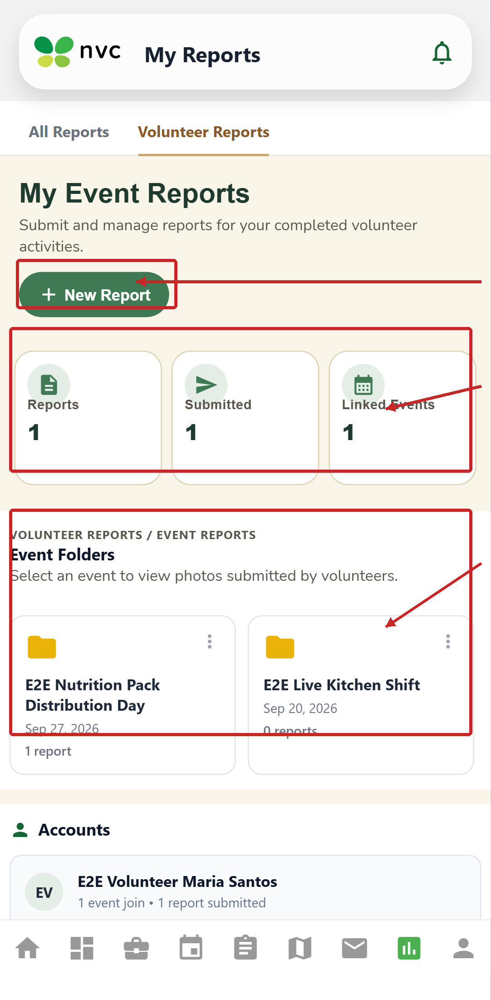 nvc
My Reports
All Reports
Volunteer Reports
My Event Reports
Submit and manage reports for your completed volunteer
activities.
+ New Report
Reports
1
Submitted
1
Linked Events
1
VOLUNTEER REPORTS / EVENT REPORTS
Event Folders
Select an event to view photos submitted by volunteers.
E2E Nutrition Pack
Distribution Day
Sep 27, 2026
1 report
E2E Live Kitchen Shift
Sep 20, 2026
0 reports
Accounts
EV
E2E Volunteer Maria Santos
1 event join • 1 report submitted